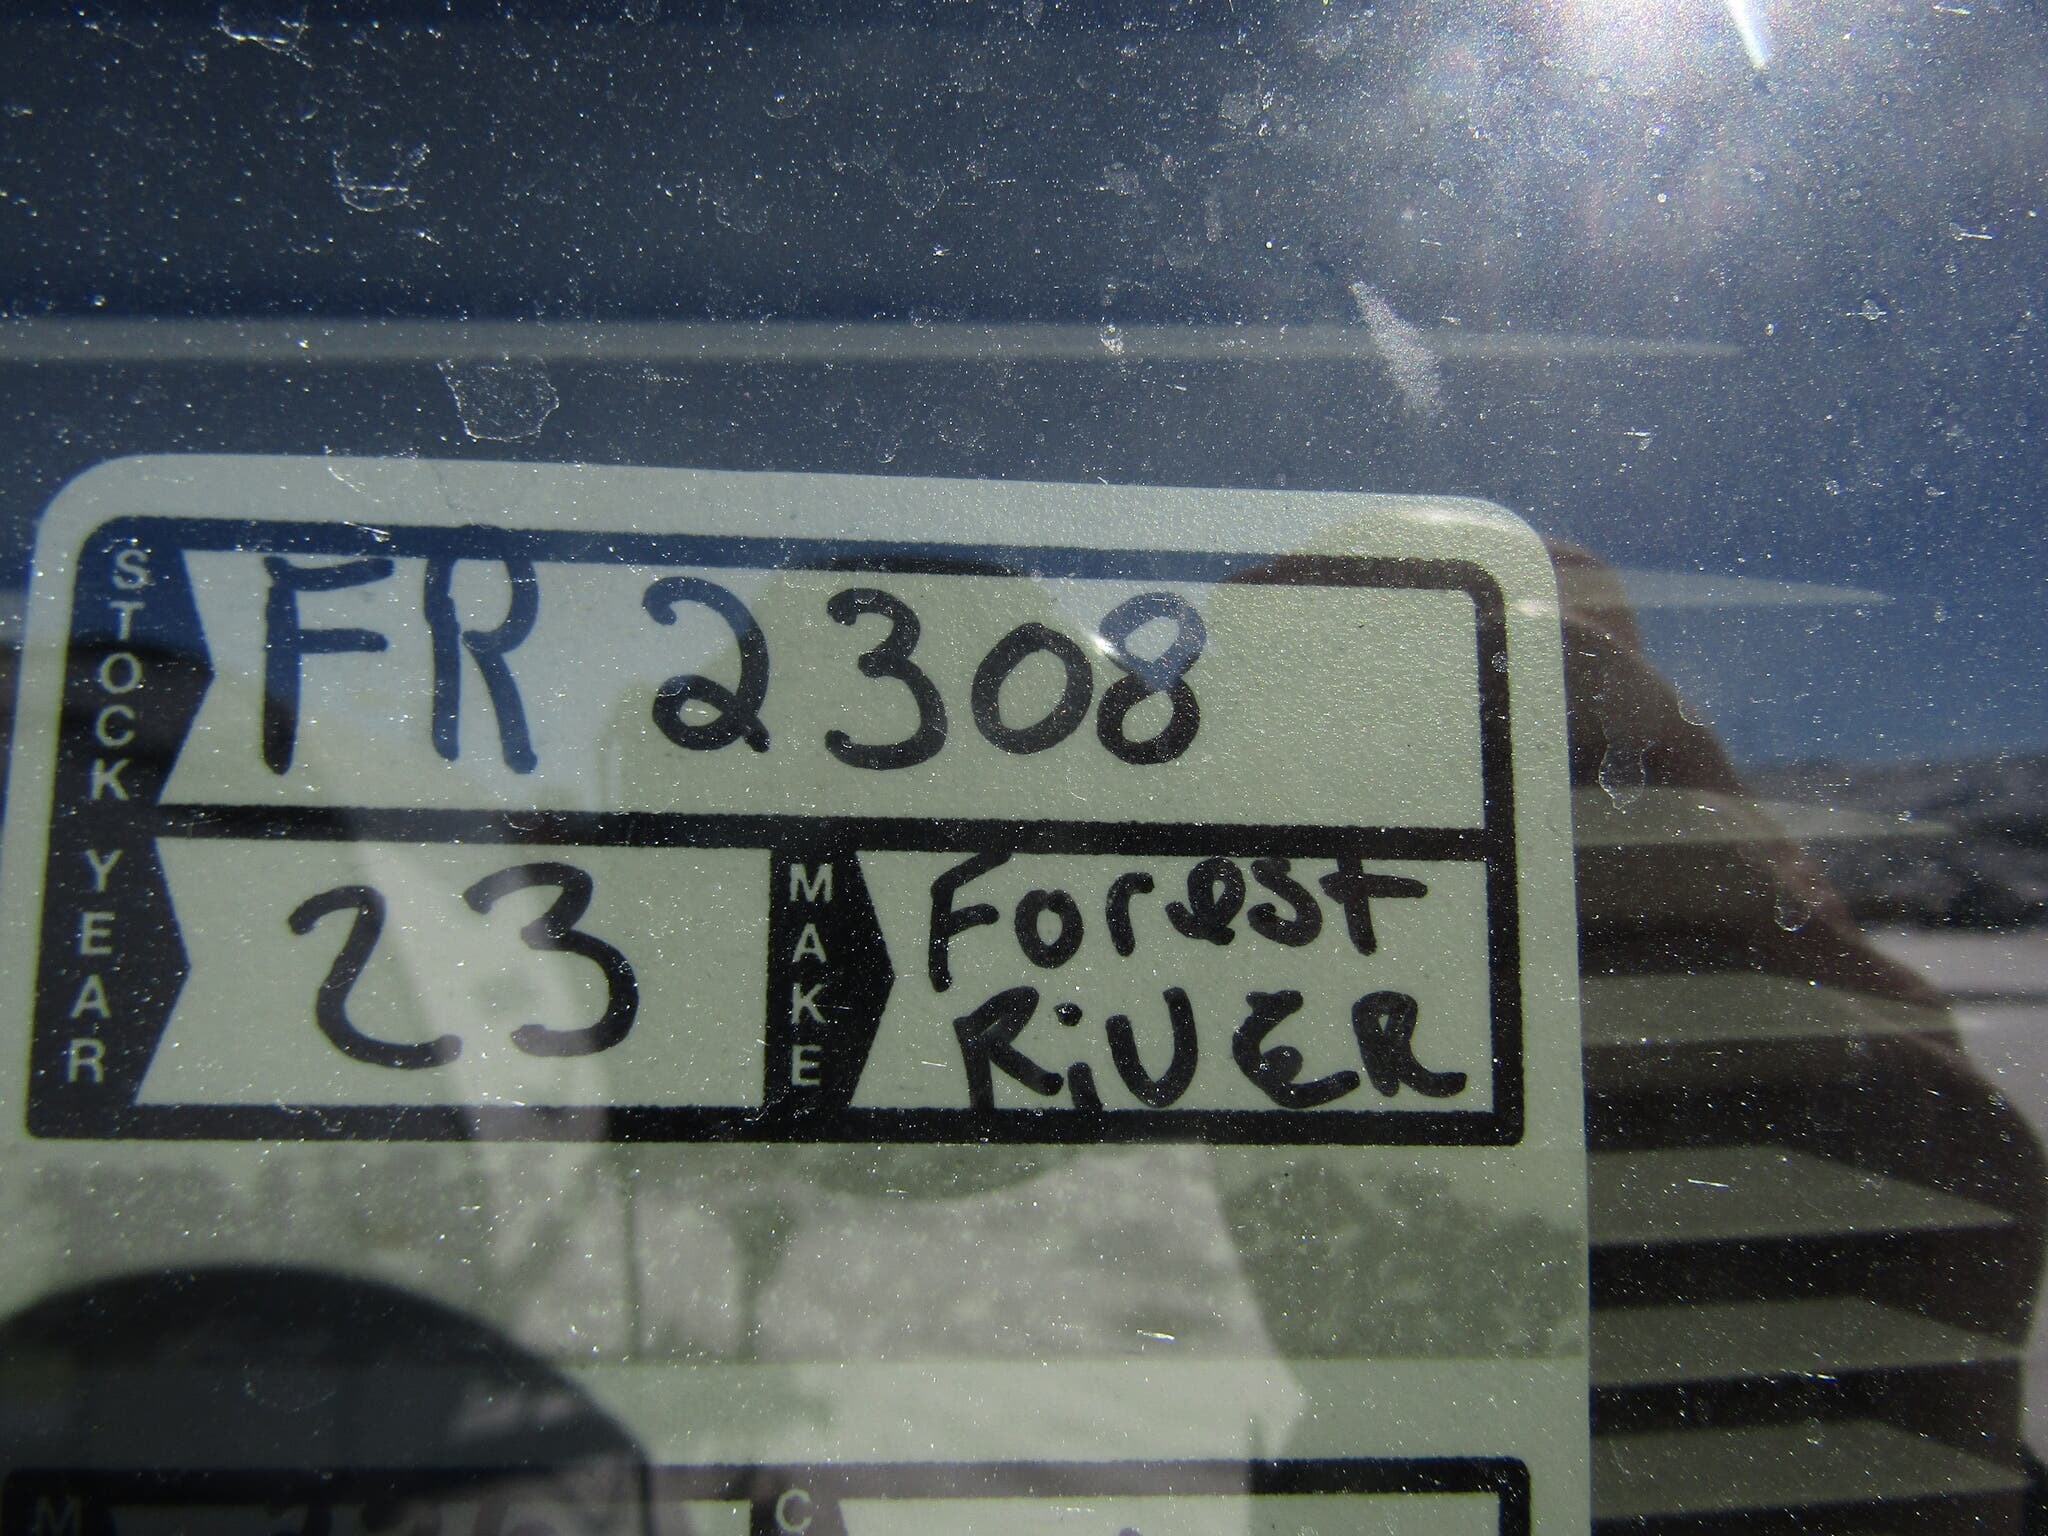 STOCK FR 2308
YEAR 23 MAKE Forest
RiVER
M C